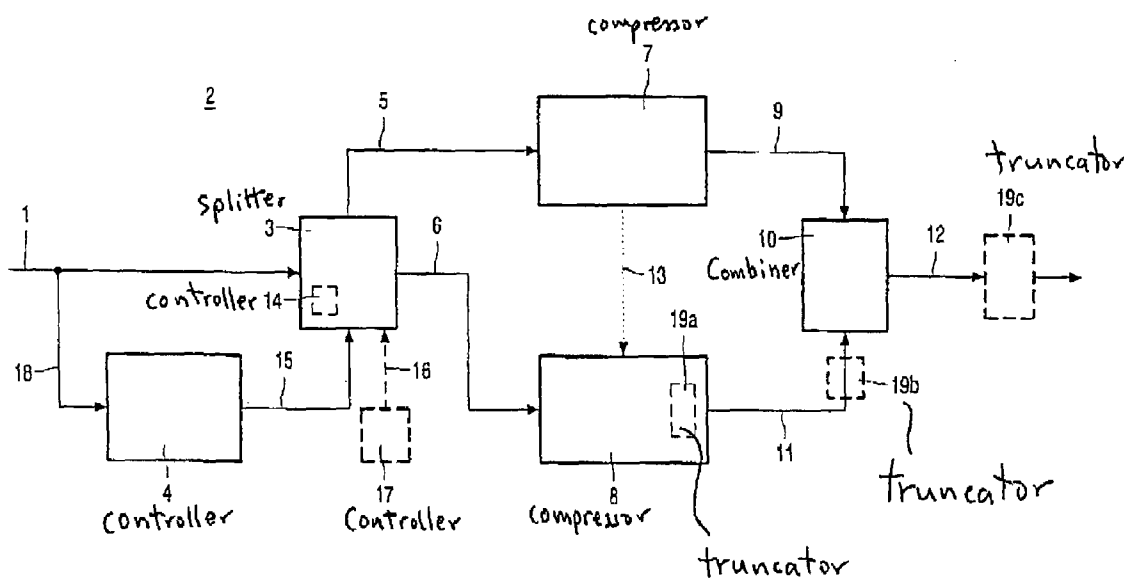 compressor
7
2
5
9
truncator
19c
splitter
3
1
6
10
Combiner
12
controller 14
13
19a
18
15
16
19b
11
4
17
8
truncator
controller
Controller
compressor
truncator